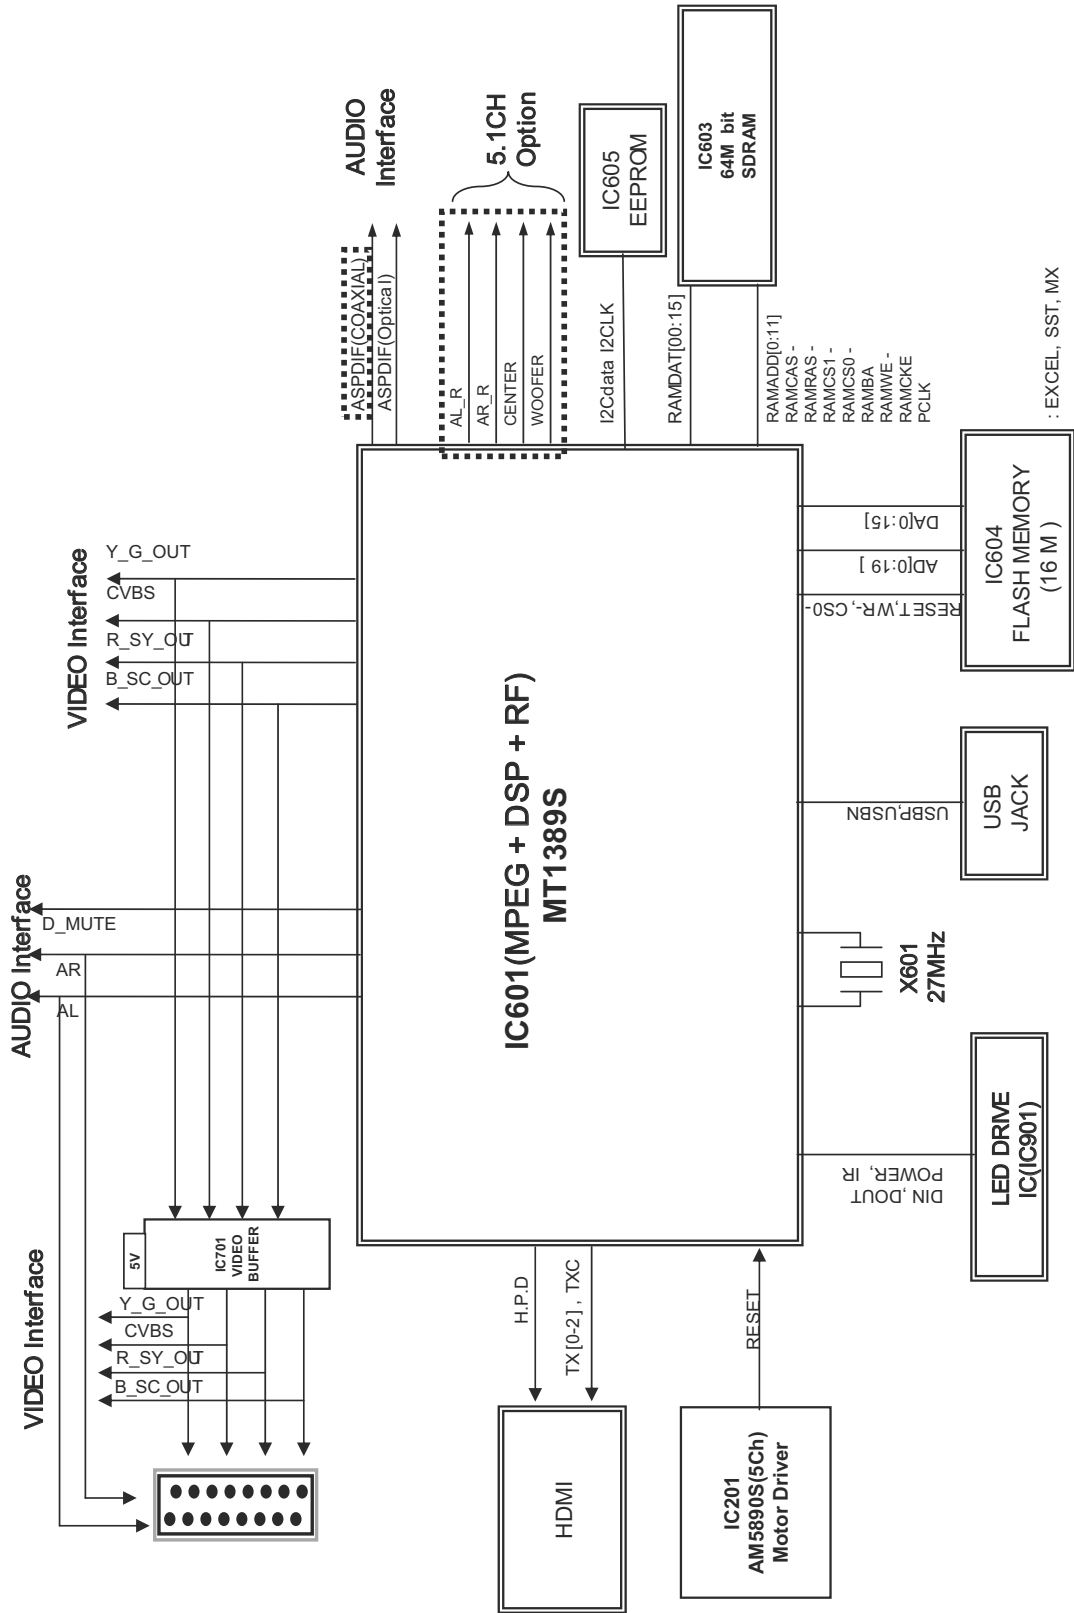 AUDIO
Interface
ASPDIF(COAXIAL)
ASPDIF(Optical)
5.1CH
Option
AL_R
AR_R
CENTER
WOOFER
IC605
EEPROM
I2Cdata I2CLK
IC603
64M bit
SDRAM
RAMDAT[00:15]
RAMADD[0:11]
RAMCAS -
RAMRAS -
RAMCS1 -
RAMCS0 -
RAMBA
RAMWE -
RAMCKE
PCLK
VIDEO Interface
Y_G_OUT
CVBS
R_SY_OUT
B_SC_OUT
AUDIO Interface
D_MUTE
AR
AL
IC601(MPEG + DSP + RF)
MT1389S
DA[0:15]
AD[0:19 ]
RESET,WR-,CS0-
IC604
FLASH MEMORY
(16 M )
: EXCEL, SST, MX
USBP,USBN
USB
JACK
X601
27MHz
DIN, DOUT
POWER, IR
LED DRIVE
IC(IC901)
VIDEO Interface
5V
IC701
VIDEO
BUFFER
Y_G_OUT
CVBS
R_SY_OUT
B_SC_OUT
H.P.D
TX [0-2] , TXC
HDMI
RESET
IC201
AM5890S(5Ch)
Motor Driver